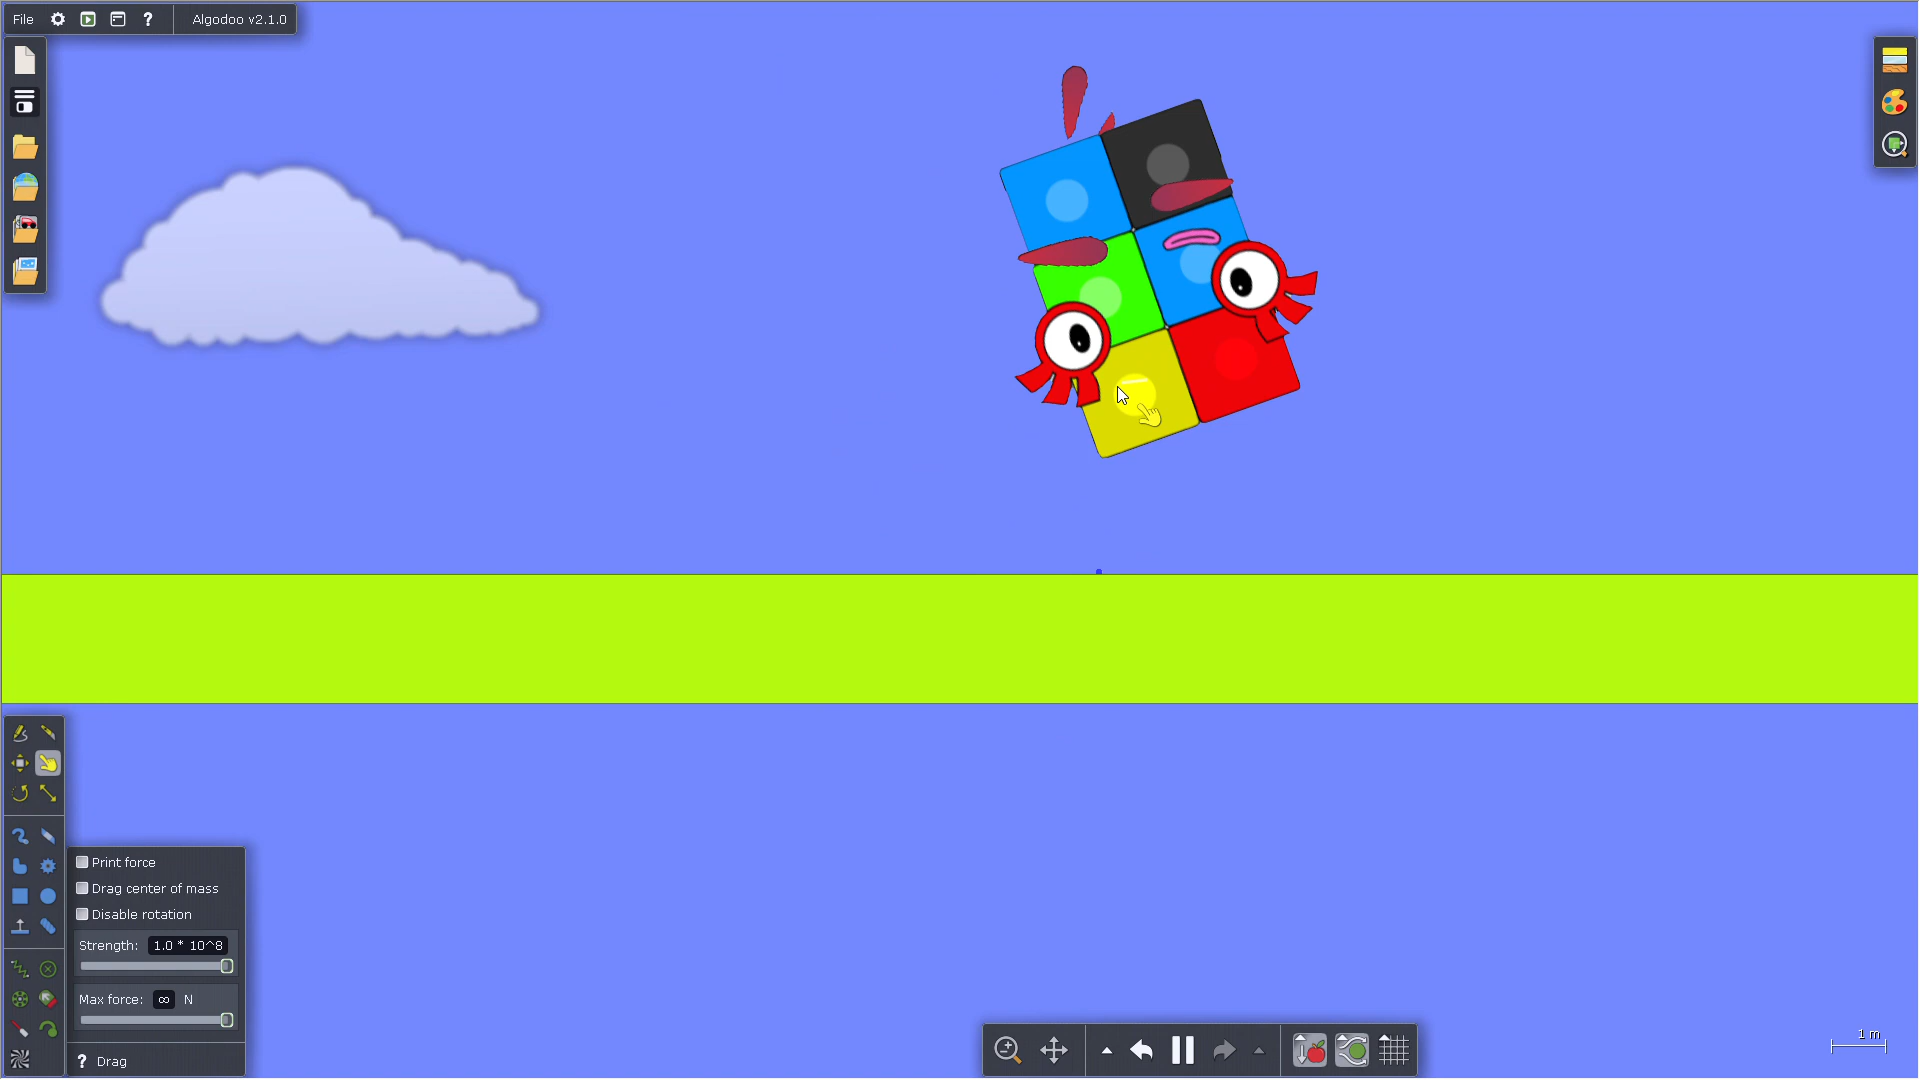 File ? Algodoo v2.1.0
Print force
Drag center of mass
Disable rotation
Strength: 1.0 * 10^8
Max force: ∞ N
? Drag
1 m